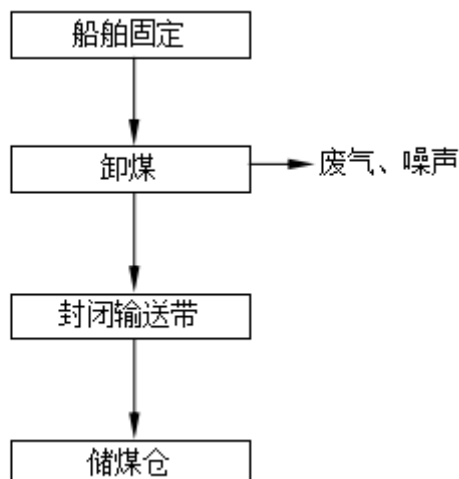 船舶固定
卸煤
废气、噪声
封闭输送带
储煤仓